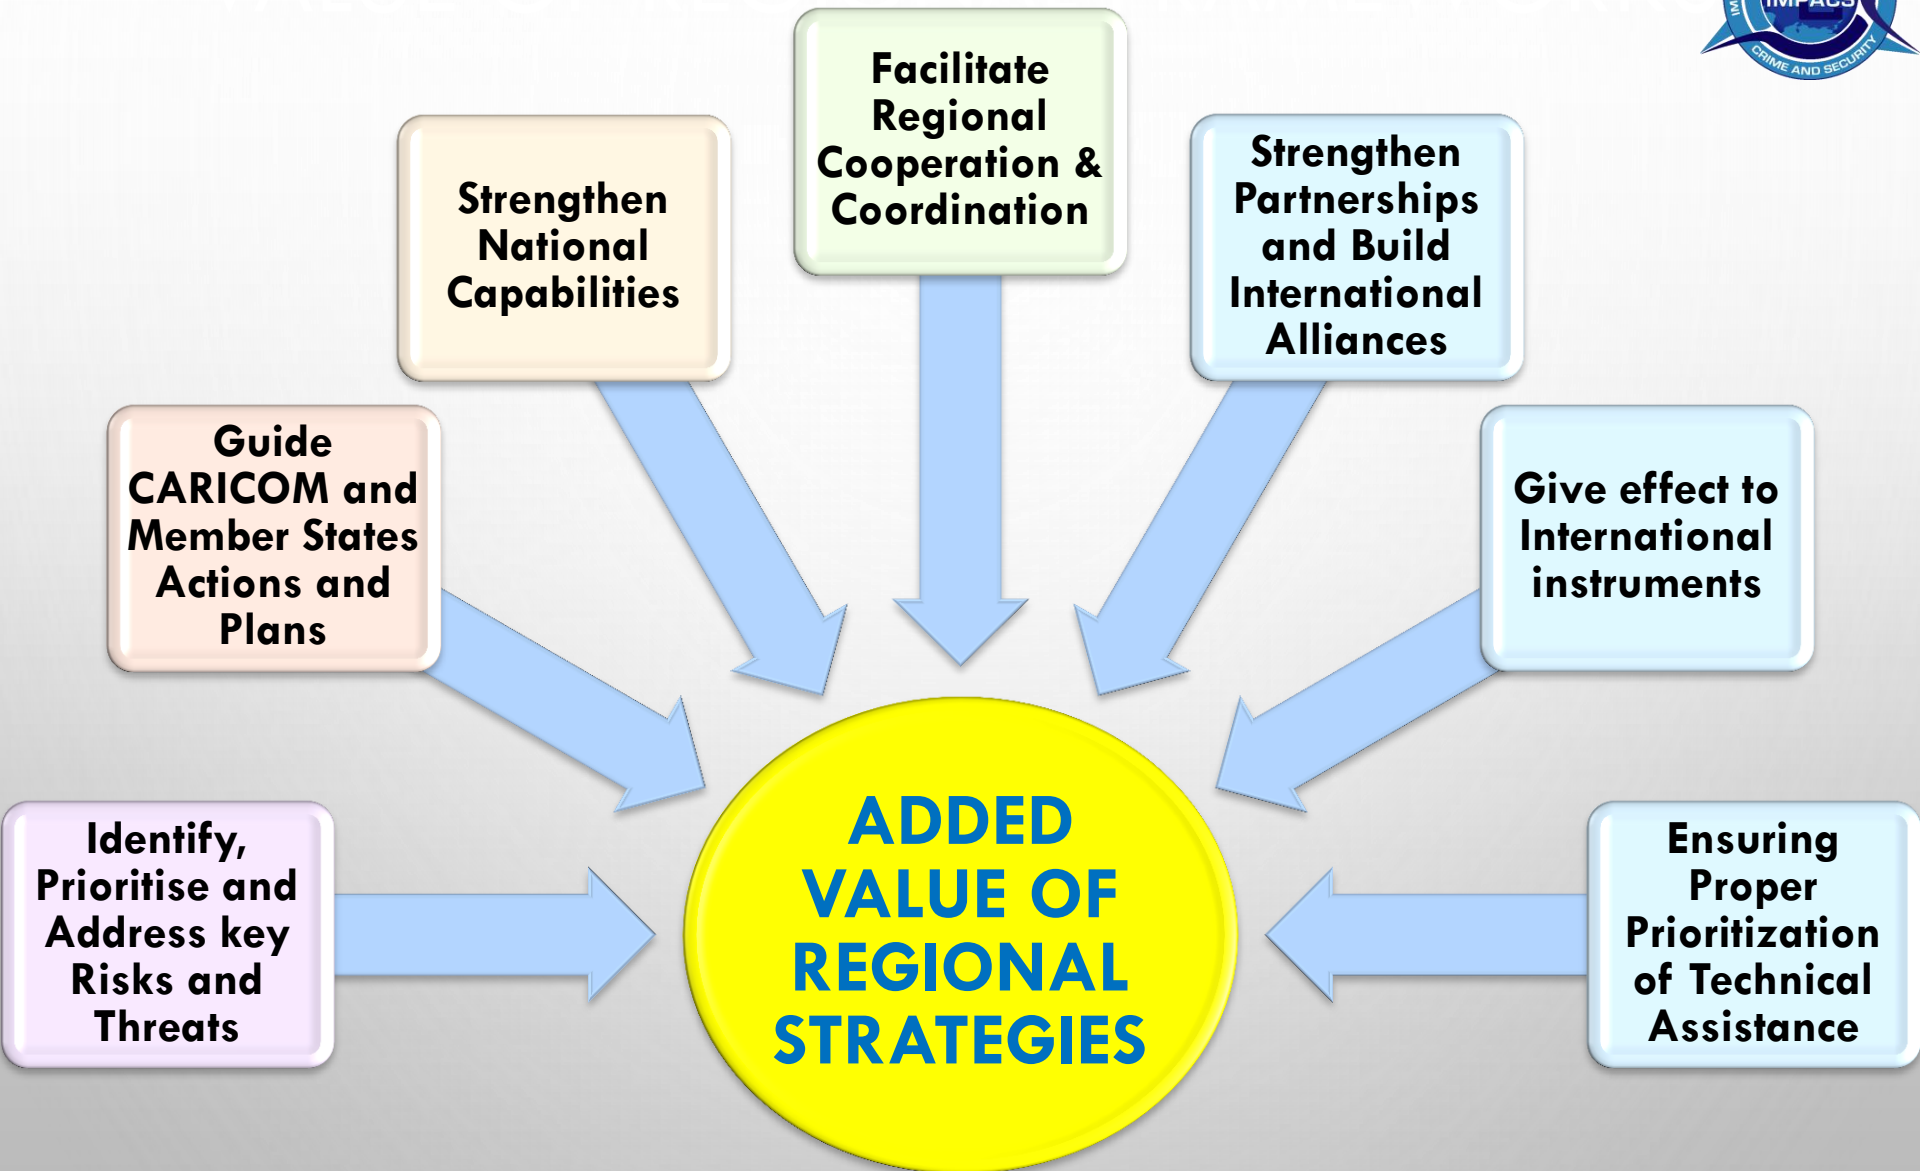 IMPACS
CRIME AND SECURITY
Facilitate
Regional
Cooperation &
Coordination
Strengthen
National
Capabilities
Strengthen
Partnerships
and Build
International
Alliances
Guide
CARICOM and
Member States
Actions and
Plans
Give effect to
International
instruments
Identify,
Prioritise and
Address key
Risks and
Threats
ADDED
VALUE OF
REGIONAL
STRATEGIES
Ensuring
Proper
Prioritization
of Technical
Assistance